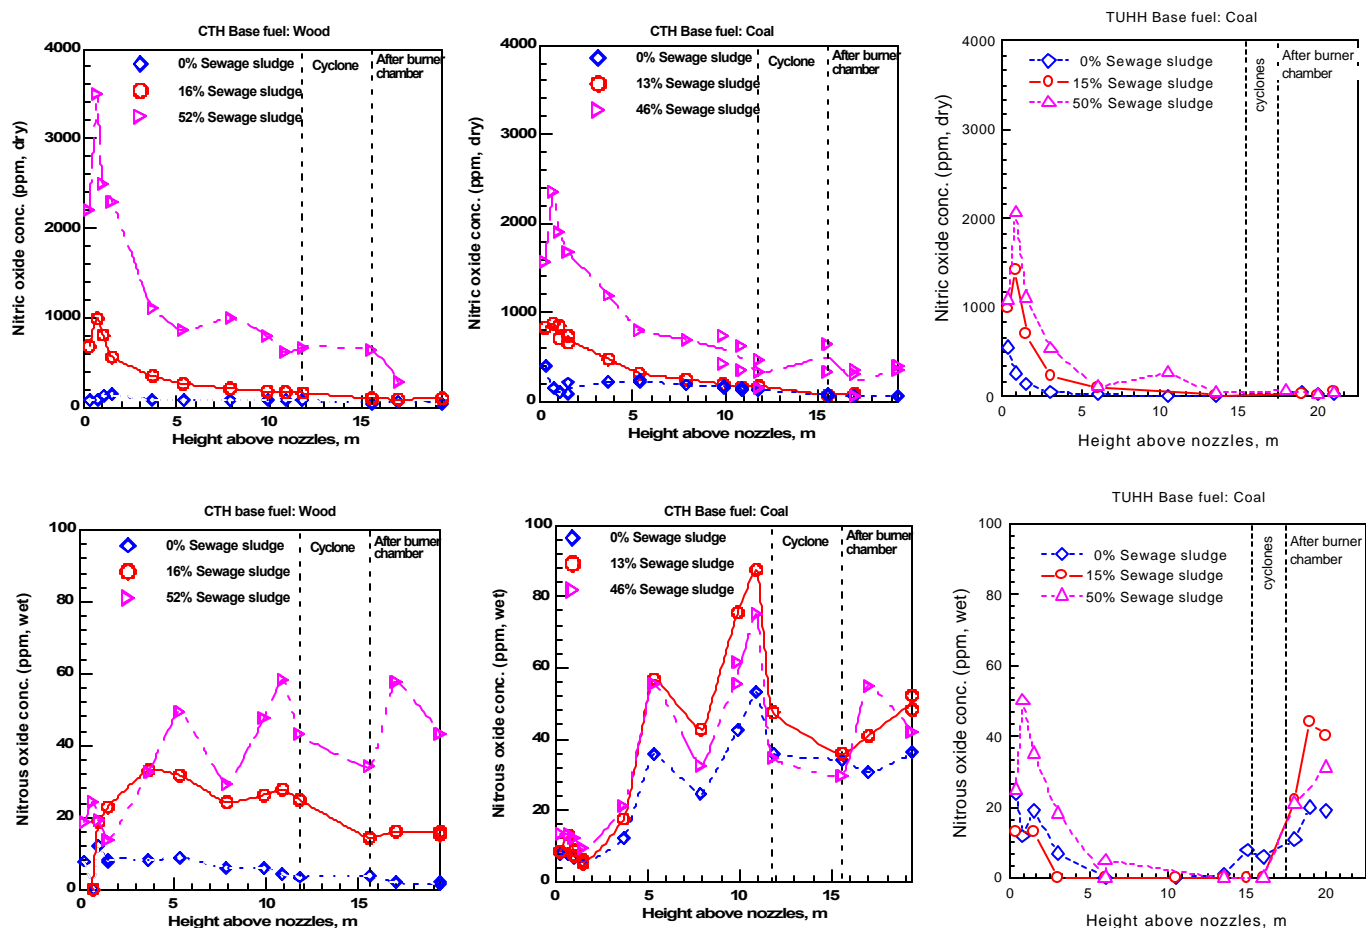 CTH Base fuel: Wood
0% Sewage sludge
16% Sewage sludge
52% Sewage sludge
Cyclone
After burner
chamber
4000
3000
2000
1000
0
Nitric oxide conc. (ppm, dry)
0
5
10
15
Height above nozzles, m
CTH Base fuel: Coal
0% Sewage sludge
13% Sewage sludge
46% Sewage sludge
Cyclone
After burner
chamber
4000
3000
2000
1000
0
Nitric oxide conc. (ppm, dry)
0
5
10
15
Height above nozzles, m
TUHH Base fuel: Coal
0% Sewage sludge
15% Sewage sludge
50% Sewage sludge
cyclones
After burner
chamber
4000
3000
2000
1000
0
Nitric oxide conc. (ppm, dry)
0
5
10
15
20
Height above nozzles, m
CTH base fuel: Wood
0% Sewage sludge
16% Sewage sludge
52% Sewage sludge
Cyclone
After burner
chamber
100
80
60
40
20
0
Nitrous oxide conc. (ppm, wet)
0
5
10
15
Height above nozzles, m
CTH Base fuel: Coal
0% Sewage sludge
13% Sewage sludge
46% Sewage sludge
Cyclone
After burner
chamber
100
80
60
40
20
0
Nitrous oxide conc. (ppm, wet)
0
5
10
15
Height above nozzles, m
TUHH Base fuel: Coal
0% Sewage sludge
15% Sewage sludge
50% Sewage sludge
cyclones
After burner
chamber
100
80
60
40
20
0
Nitrous oxide conc. (ppm, wet)
0
5
10
15
20
Height above nozzles, m